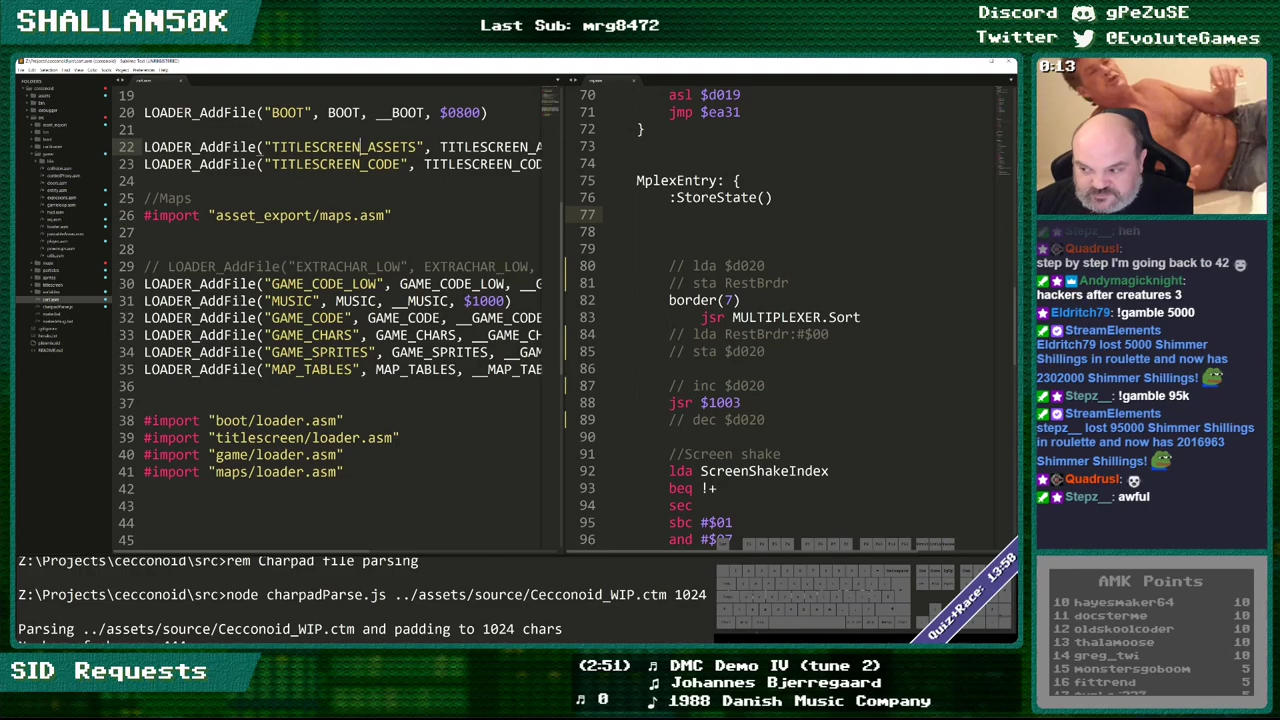 SHALLAN50K
Last Sub: mrg8472
Discord gPeZuSE
Twitter @EvoluteGames
0:13
19
20 LOADER_AddFile("BOOT", BOOT, __BOOT, $0800)
21
22 LOADER_AddFile("TITLESCREEN_ASSETS", TITLECREEN_A
23 LOADER_AddFile("TITLESCREEN_CODE", TITLESCREEN_COD
24
25 //Maps
26 #import "asset_export/maps.asm"
27
28
29 // LOADER_AddFile("EXTRACHAR_LOW", EXTRACHAR_LOW,
30 LOADER_AddFile("GAME_CODE_LOW", GAME_CODE_LOW, __G
31 LOADER_AddFile("MUSIC", MUSIC, __MUSIC, $1000)
32 LOADER_AddFile("GAME_CODE", GAME_CODE, __GAME_CODE
33 LOADER_AddFile("GAME_CHARS", GAME_CHARS, __GAME_CH
34 LOADER_AddFile("GAME_SPRITES", GAME_SPRITES, __GAM
35 LOADER_AddFile("MAP_TABLES", MAP_TABLES, __MAP_TAB
36
37
38 #import "boot/loader.asm"
39 #import "titlescreen/loader.asm"
40 #import "game/loader.asm"
41 #import "maps/loader.asm"
42
43
44
45
70 asl $d019
71 jmp $ea31
72 }
73
74
75 MplexEntry: {
76 :StoreState()
77
78
79
80 // lda $d020
81 // sta RestBrdr
82 border(7)
83 jsr MULTIPLEXER.Sort
84 // lda RestBrdr:#$00
85 // sta $d020
86
87 // inc $d020
88 jsr $1003
89 // dec $d020
90
91 //Screen shake
92 lda ScreenShakeIndex
93 beq !+
94 sec
95 sbc #$01
96 and #$07
Z:\Projects\cecconoid\src>rem Charpad file parsing
Z:\Projects\cecconoid\src>node charpadParse.js ../assets/source/Cecconoid_WIP.ctm 1024
Parsing ../assets/source/Cecconoid_WIP.ctm and padding to 1024 chars
Quiz+Race: 13:58
Stepz__: heh
Quadrusl:
step by step I'm going back to 42
Andymagicknight:
hackers after creatures 3
Eldritch79: !gamble 5000
StreamElements
Eldritch79 lost 5000 Shimmer
Shillings in roulette and now has
2302000 Shimmer Shillings!
Stepz__: !gamble 95k
StreamElements
stepz__ lost 95000 Shimmer
Shillings in roulette and now has 2016963
Shimmer Shillings!
Quadrusl:
Stepz__: awful
AMK Points
10 hayesmaker64 10
11 docsterme 10
12 oldskoolcoder 10
13 thalamoose 10
14 greg_twi 10
15 monstersgoboom 5
16 fittrend 5
SID Requests
(2:51) DMC Demo IV (tune 2)
Johannes Bjerregaard
0 1988 Danish Music Company